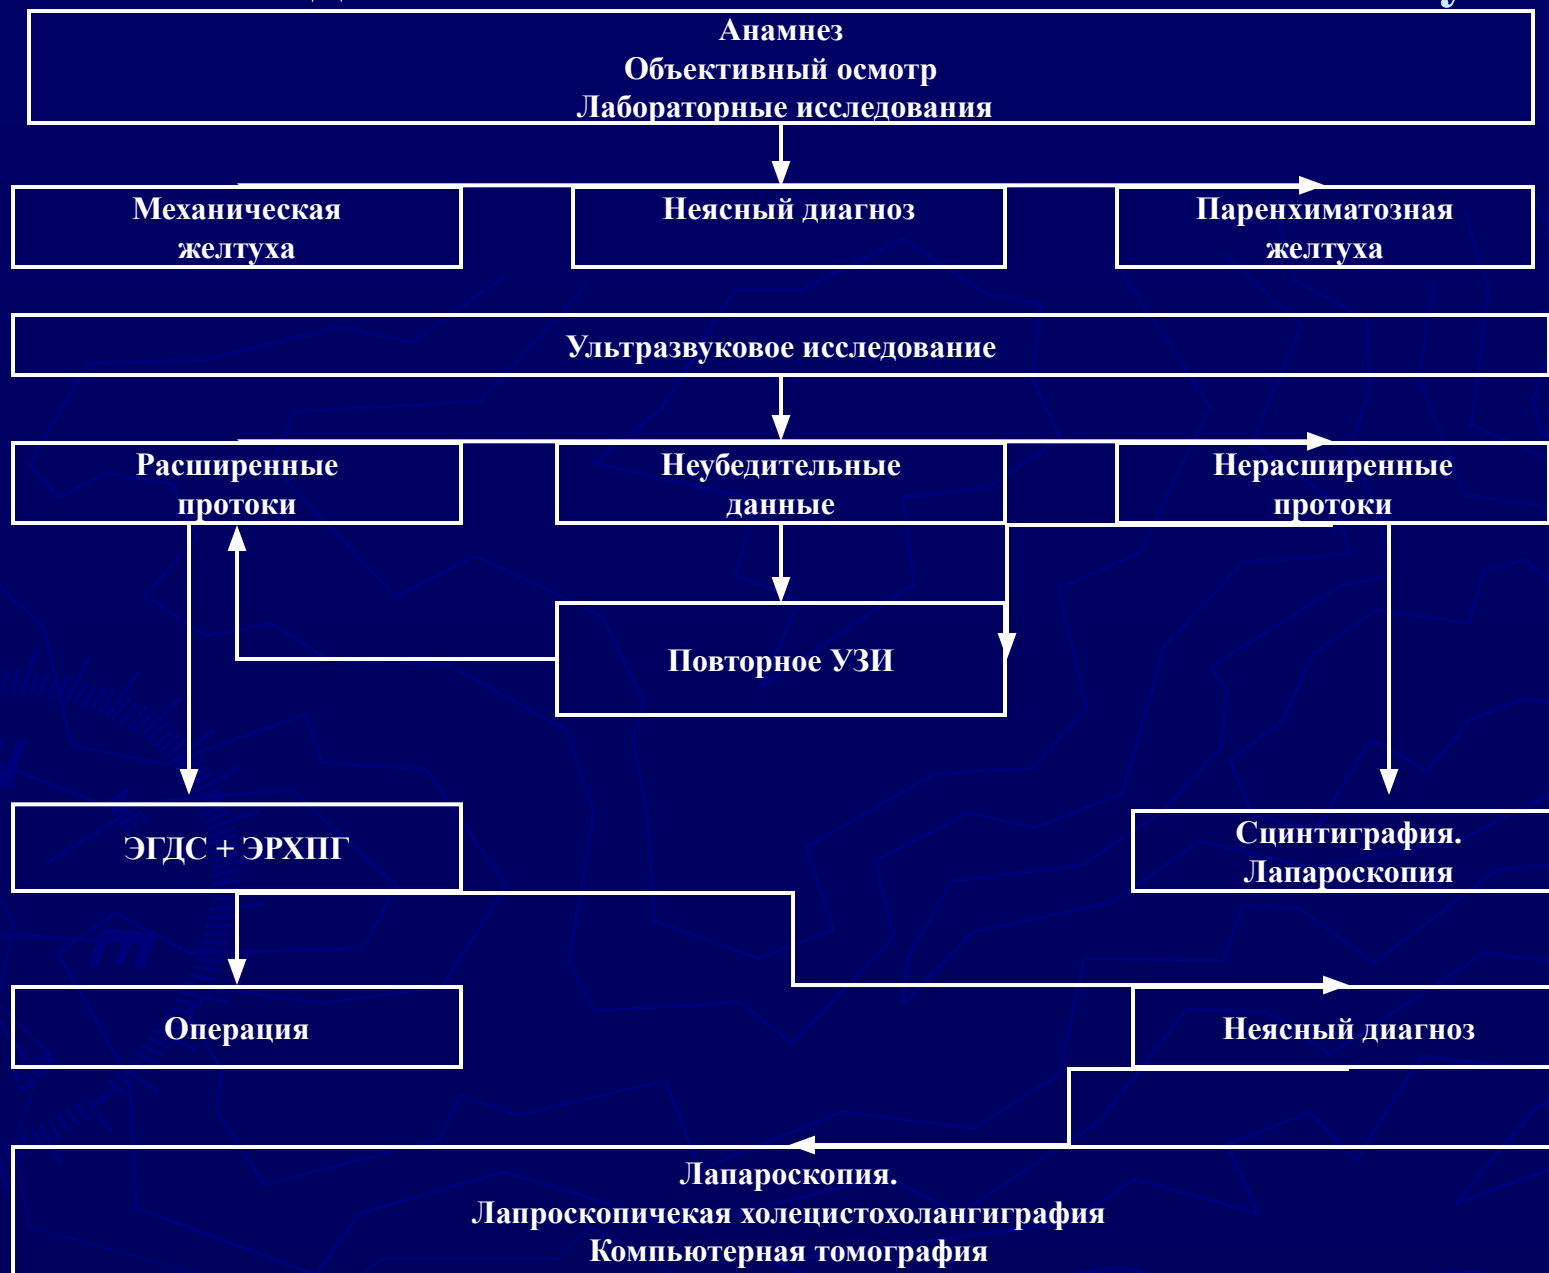 Анамнез
Объективный осмотр
Лабораторные исследования
Механическая
желтуха
Неясный диагноз
Паренхиматозная
желтуха
Ультразвуковое исследование
Расширенные
протоки
Неубедительные
данные
Нерасширенные
протоки
Повторное УЗИ
ЭГДС + ЭРХПГ
Сцинтиграфия.
Лапароскопия
Операция
Неясный диагноз
Лапароскопия.
Лапроскопичекая холецистохолангиграфия
Компьютерная томография